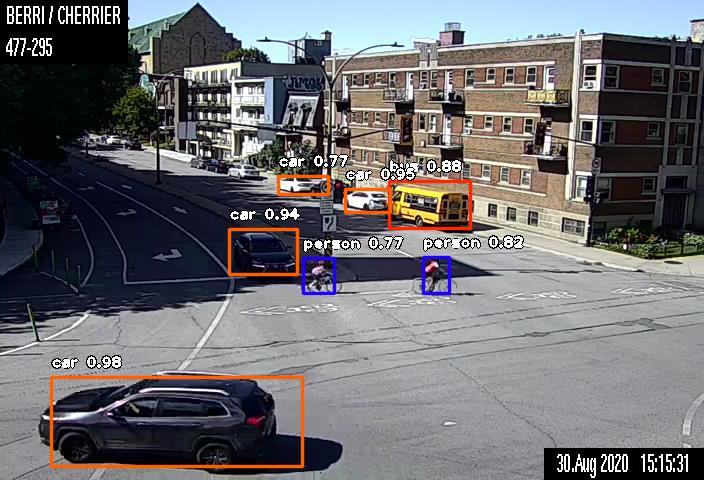 BERRI / CHERRIER
477-295
car 0.77
car 0.95
bus 0.88
car 0.94
person 0.77
person 0.82
car 0.98
30.Aug 2020 15:15:31